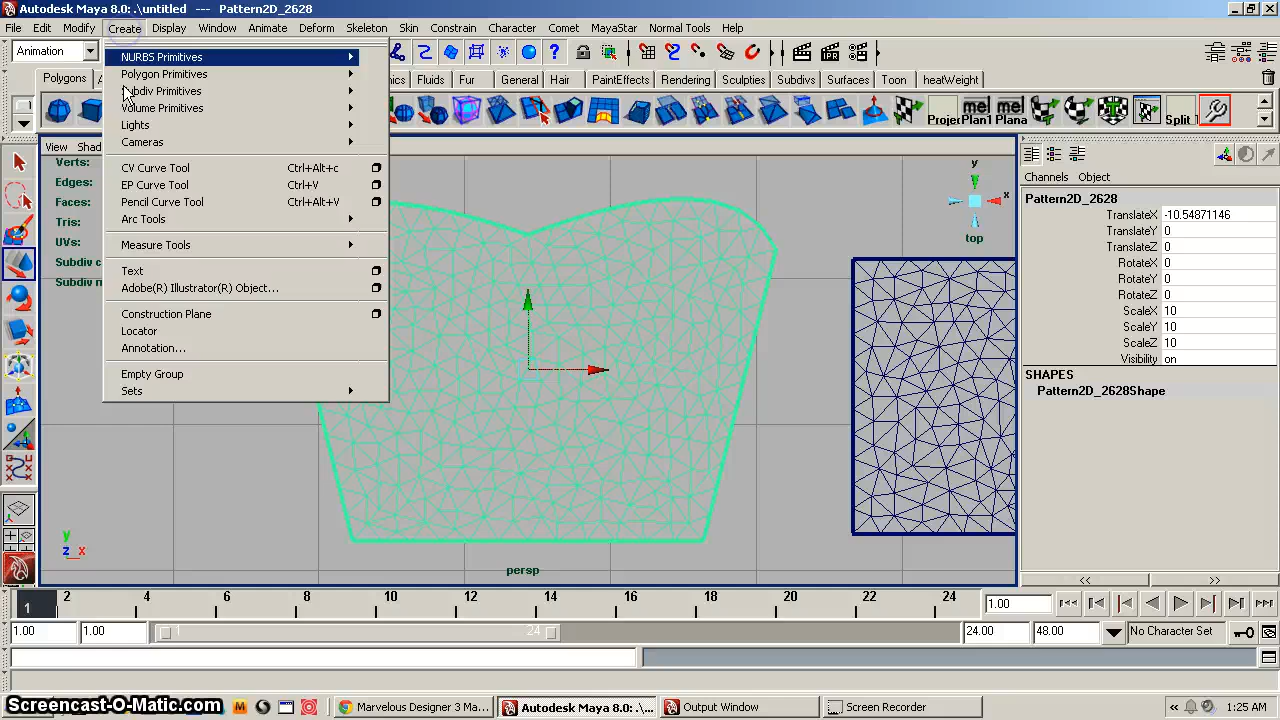 Autodesk Maya 8.0: .\untitled --- Pattern2D_2628
File Edit Modify Create Display Window Animate Deform Skeleton Skin Constrain Character Comet MayaStar Normal Tools Help
Animation
Polygons
Fluids Fur General Hair PaintEffects Rendering Sculptes Subdivs Surfaces Toon heatWeight
NURBS Primitives
Polygon Primitives
Subdiv Primitives
Volume Primitives
Lights
Cameras
CV Curve Tool Ctrl+Alt+c
EP Curve Tool Ctrl+V
Pencil Curve Tool Ctrl+Alt+V
Arc Tools
Measure Tools
Text
Adobe(R) Illustrator(R) Object...
Construction Plane
Locator
Annotation...
Empty Group
Sets
Projer mel Plan1 mel Plana Split
IPR
View Shad
Verts:
Edges:
Faces:
Tris:
UVs:
Subdiv c
Subdiv
y
x
top
y
z x
persp
Channels Object
Pattern2D_2628
TranslateX -10.54871146
TranslateY 0
TranslateZ 0
RotateX 0
RotateY 0
RotateZ 0
ScaleX 10
ScaleY 10
ScaleZ 10
Visibility on
SHAPES
Pattern2D_2628Shape
<< >>
1 2 4 6 8 10 12 14 16 18 20 22 24 1.00
1.00 1.00 1 24 24.00 48.00 No Character Set
Screencast-O-Matic.com Marvelous Designer 3 Ma... Autodesk Maya 8.0: .\... Output Window Screen Recorder 1:25 AM